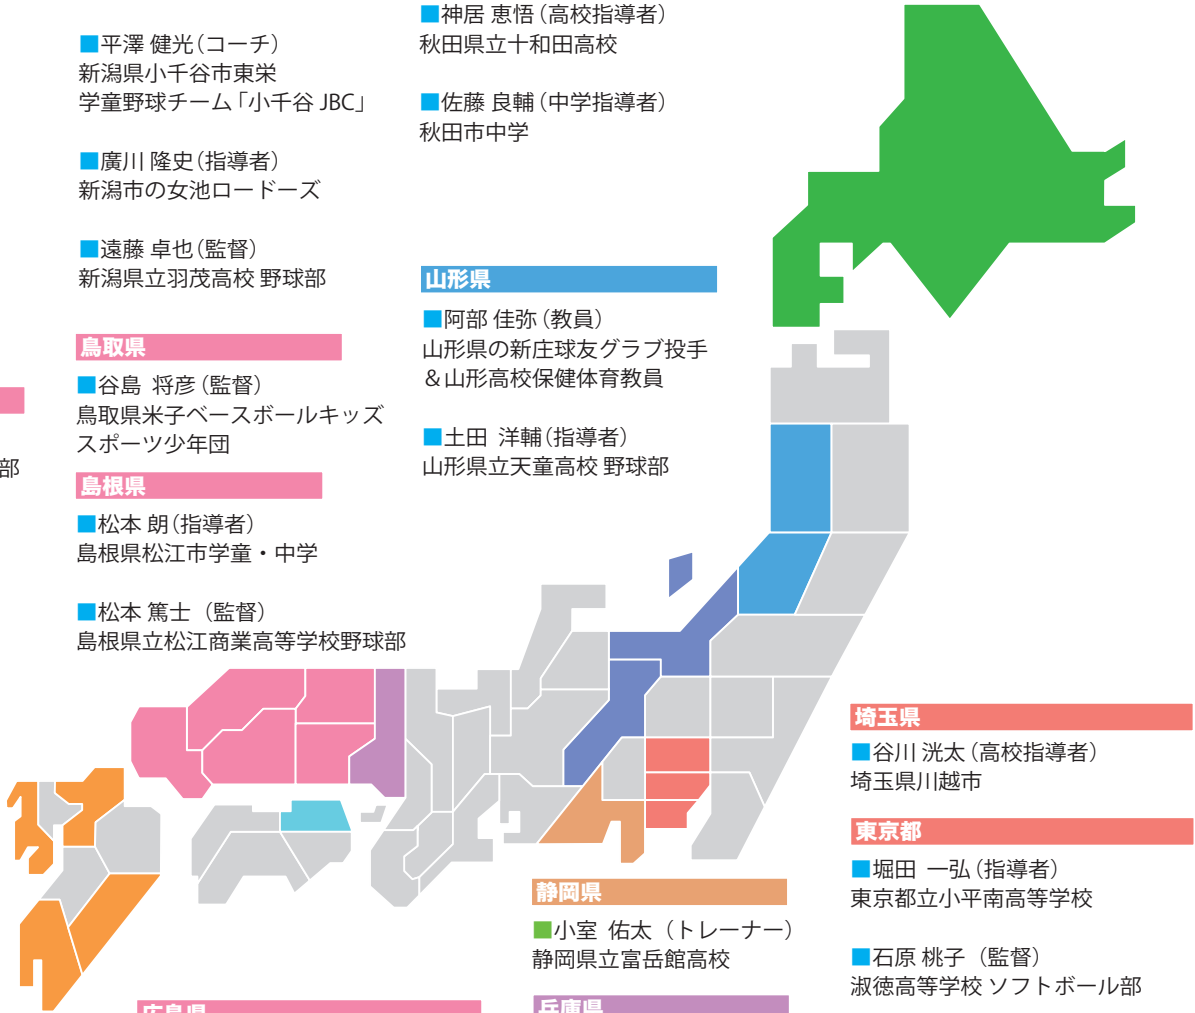 ■平澤 健光（コーチ）
新潟県小千谷市東栄
学童野球チーム「小千谷 JBC」
■廣川 隆史（指導者）
新潟市の女池ロードーズ
■遠藤 卓也（監督）
新潟県立羽茂高校 野球部
鳥取県
■谷島 将彦（監督）
鳥取県米子ベースボールキッズ
スポーツ少年団
部
島根県
■松本 朗（指導者）
島根県松江市学童・中学
■松本 篤士（監督）
島根県立松江商業高等学校野球部
■神居 恵悟（高校指導者）
秋田県立十和田高校
■佐藤 良輔（中学指導者）
秋田市中学
山形県
■阿部 佳弥（教員）
山形県の新庄球友グラブ投手
＆山形高校保健体育教員
■土田 洋輔（指導者）
山形県立天童高校 野球部
埼玉県
■谷川 洸太（高校指導者）
埼玉県川越市
東京都
■堀田 一弘（指導者）
東京都立小平南高等学校
■石原 桃子（監督）
淑徳高等学校 ソフトボール部
静岡県
■小室 佑太（トレーナー）
静岡県立富岳館高校
広島県
兵庫県